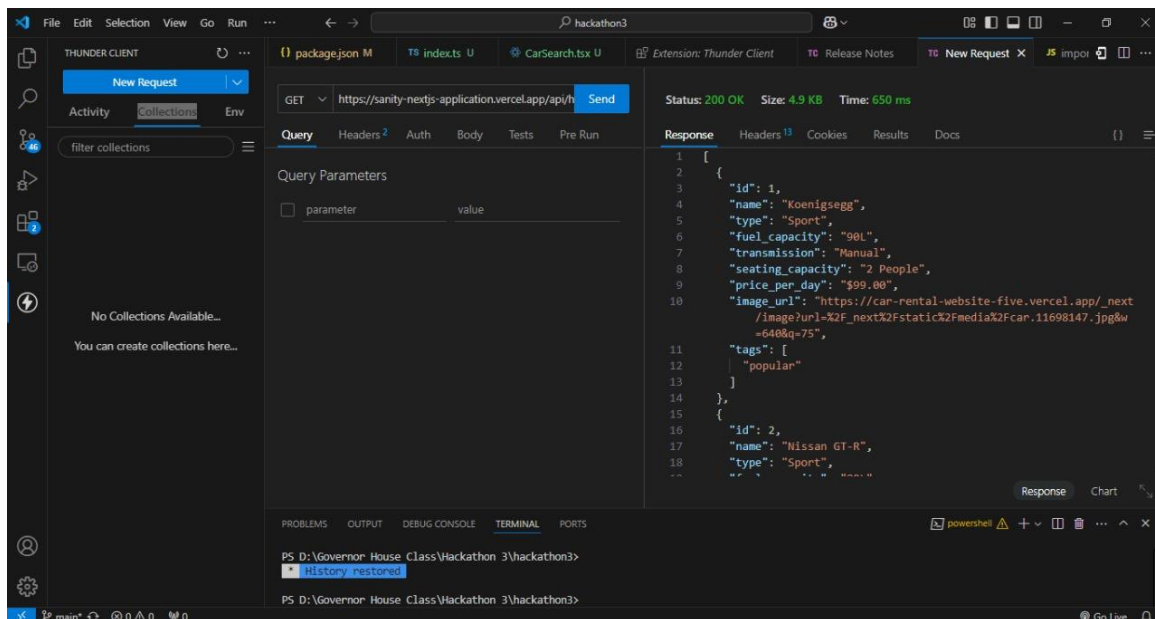 File Edit Selection View Go Run ... hackathon3
THUNDER CLIENT
New Request
Activity Collections Env
filter collections
No Collections Available...
You can create collections here...
46
2
{} package.json M TS index.ts U CarSearch.tsx U Extension: Thunder Client TC Release Notes TC New Request JS impor
GET https://sanity-nextjs-application.vercel.app/api/h Send
Query Headers 2 Auth Body Tests Pre Run
Query Parameters
parameter value
Status: 200 OK Size: 4.9 KB Time: 650 ms
Response Headers 13 Cookies Results Docs {}
1 [
2 {
3 "id": 1,
4 "name": "Koenigsegg",
5 "type": "Sport",
6 "fuel_capacity": "90L",
7 "transmission": "Manual",
8 "seating_capacity": "2 People",
9 "price_per_day": "$99.00",
10 "image_url": "https://car-rental-website-five.vercel.app/_next
/image?url=%2F_next%2Fstatic%2Fmedia%2Fcar.11698147.jpg&w
=640&q=75",
11 "tags": [
12 "popular"
13 ]
14 },
15 {
16 "id": 2,
17 "name": "Nissan GT-R",
18 "type": "Sport",
Response Chart
PROBLEMS OUTPUT DEBUG CONSOLE TERMINAL PORTS powershell
PS D:\Governor House Class\Hackathon 3\hackathon3>
* History restored
PS D:\Governor House Class\Hackathon 3\hackathon3>
main* 0 0 0 Go Live